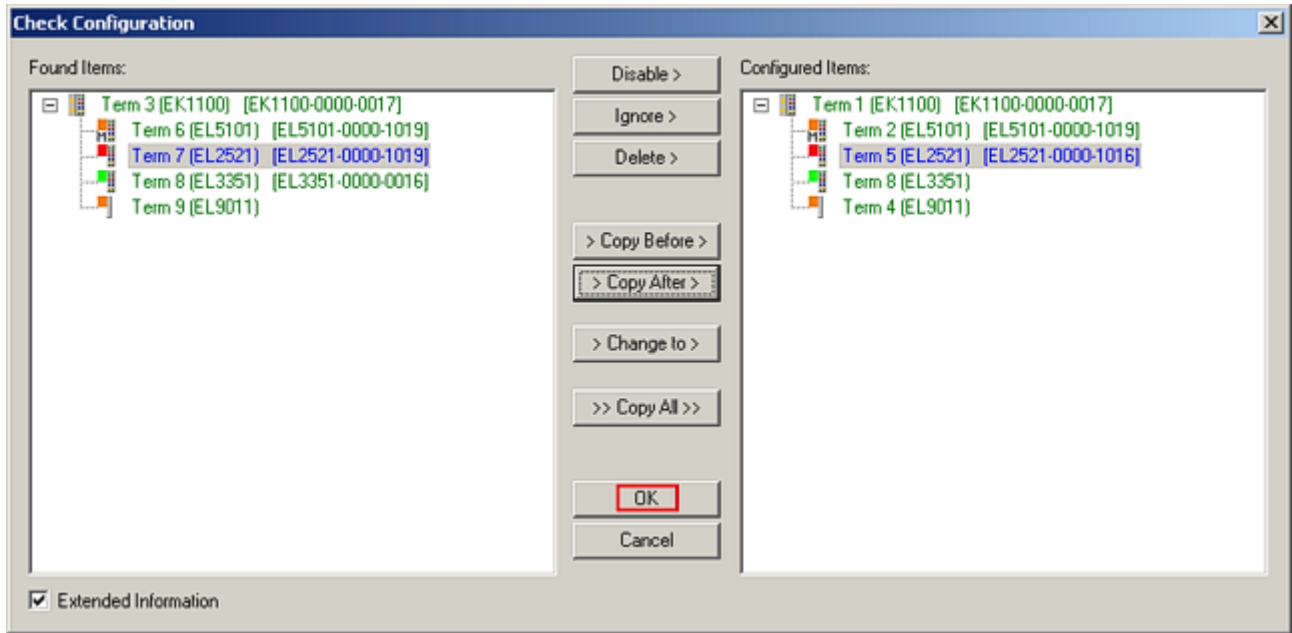 Check Configuration
Found Items:
Term 3 (EK1100) [EK1100-0000-0017]
Term 6 (EL5101) [EL5101-0000-1019]
Term 7 (EL2521) [EL2521-0000-1019]
Term 8 (EL3351) [EL3351-0000-0016]
Term 9 (EL9011)
Disable >
Ignore >
Delete >
> Copy Before >
> Copy After >
> Change to >
>> Copy All >>
OK
Cancel
Configured Items:
Term 1 (EK1100) [EK1100-0000-0017]
Term 2 (EL5101) [EL5101-0000-1019]
Term 5 (EL2521) [EL2521-0000-1016]
Term 8 (EL3351)
Term 4 (EL9011)
Extended Information